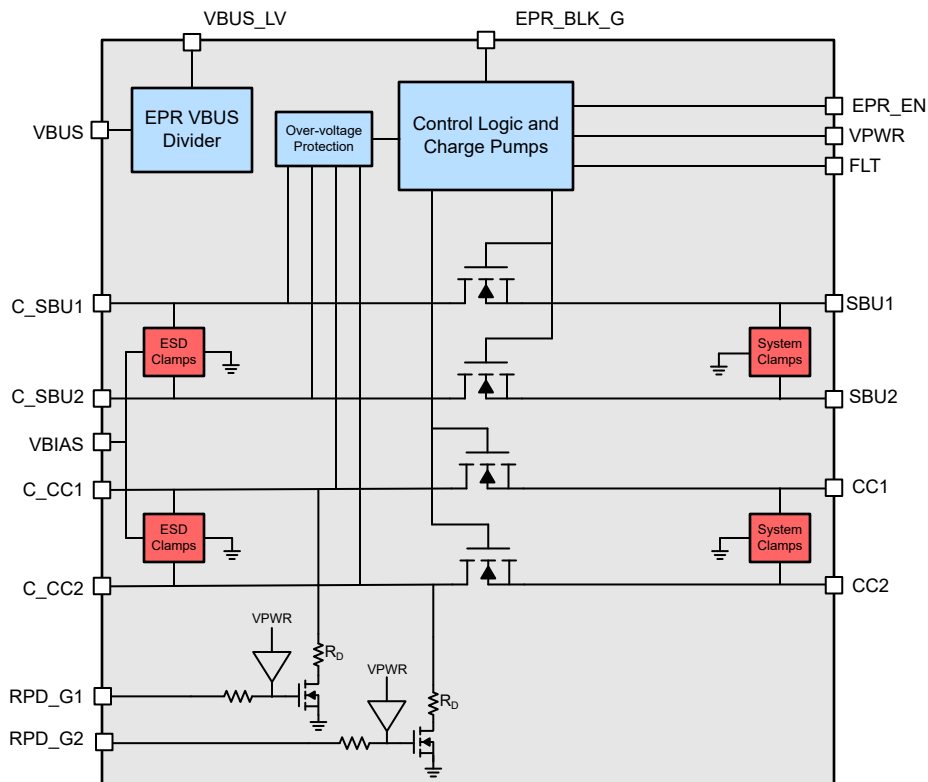 VBUS_LV
EPR_BLK_G
VBUS
EPR VBUS
Divider
Over-voltage
Protection
Control Logic and
Charge Pumps
EPR_EN
VPWR
FLT
C_SBU1
SBU1
ESD
Clamps
System
Clamps
C_SBU2
SBU2
VBIAS
C_CC1
CC1
ESD
Clamps
System
Clamps
C_CC2
CC2
VPWR
RD
VPWR
RD
RPD_G1
RPD_G2